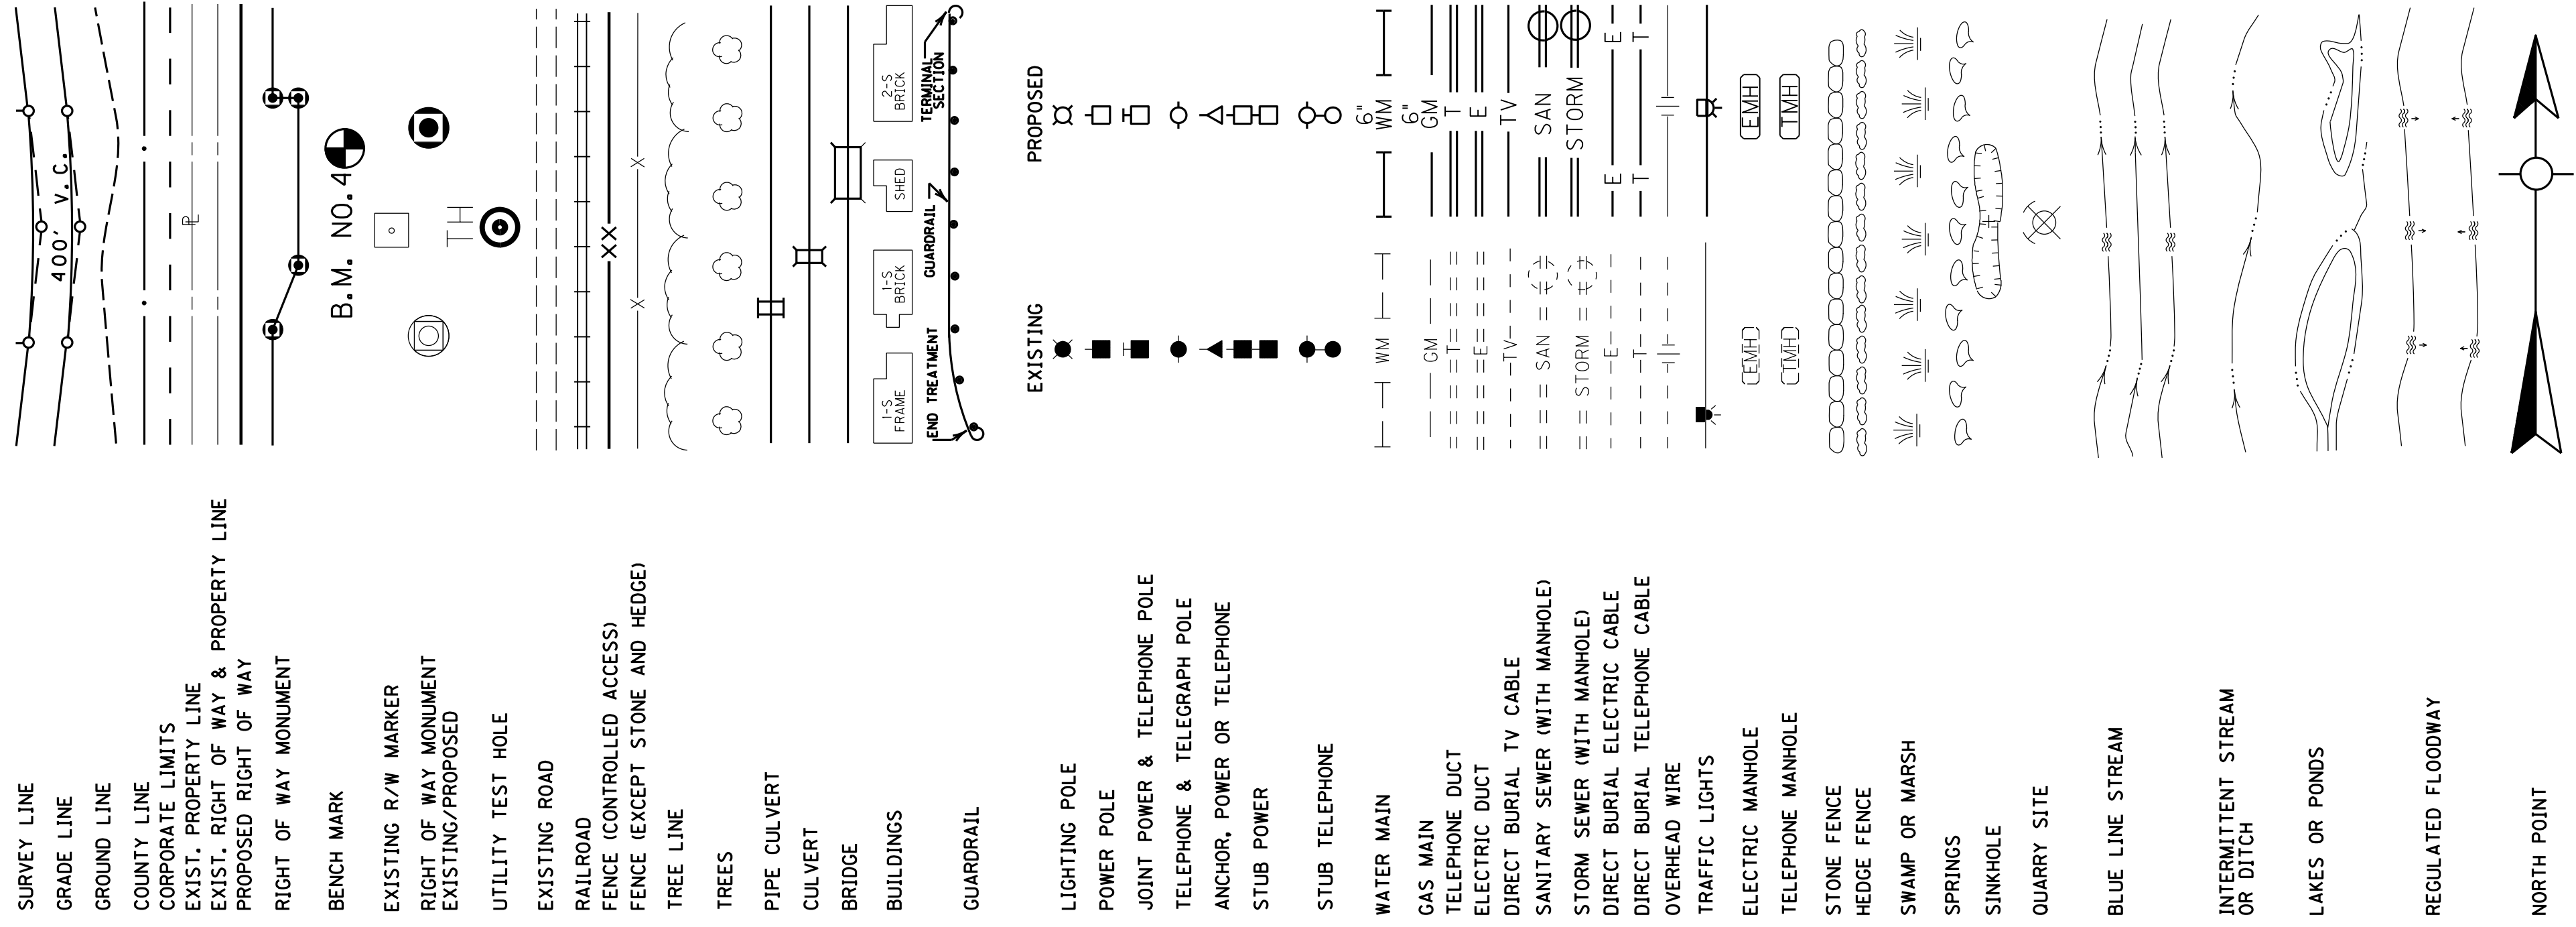 SURVEY LINE
GRADE LINE
400' V.C.
GROUND LINE
COUNTY LINE
CORPORATE LIMITS
EXIST. PROPERTY LINE
PL
EXIST. RIGHT OF WAY & PROPERTY LINE
PROPOSED RIGHT OF WAY
RIGHT OF WAY MONUMENT
BENCH MARK
B.M. NO.4
EXISTING R/W MARKER
RIGHT OF WAY MONUMENT
EXISTING/PROPOSED
UTILITY TEST HOLE
TH
EXISTING ROAD
RAILROAD
FENCE (CONTROLLED ACCESS)
XX
FENCE (EXCEPT STONE AND HEDGE)
X X
TREE LINE
TREES
PIPE CULVERT
CULVERT
BRIDGE
BUILDINGS
1-S
FRAME
1-S
BRICK
SHED
2-S
BRICK
GUARDRAIL
END TREATMENT
GUARDRAIL
TERMINAL
SECTION
EXISTING PROPOSED
LIGHTING POLE
POWER POLE
JOINT POWER & TELEPHONE POLE
TELEPHONE & TELEGRAPH POLE
ANCHOR, POWER OR TELEPHONE
STUB POWER
STUB TELEPHONE
WATER MAIN
WM
6"
WM
GAS MAIN
GM
6"
GM
TELEPHONE DUCT
T T
ELECTRIC DUCT
E E
DIRECT BURIAL TV CABLE
TV TV
SANITARY SEWER (WITH MANHOLE)
SAN SAN
STORM SEWER (WITH MANHOLE)
STORM STORM
DIRECT BURIAL ELECTRIC CABLE
E E E
DIRECT BURIAL TELEPHONE CABLE
T T T
OVERHEAD WIRE
TRAFFIC LIGHTS
ELECTRIC MANHOLE
EMH EMH
TELEPHONE MANHOLE
TMH TMH
STONE FENCE
HEDGE FENCE
SWAMP OR MARSH
SPRINGS
SINKHOLE
QUARRY SITE
BLUE LINE STREAM
INTERMITTENT STREAM
OR DITCH
LAKES OR PONDS
REGULATED FLOODWAY
NORTH POINT